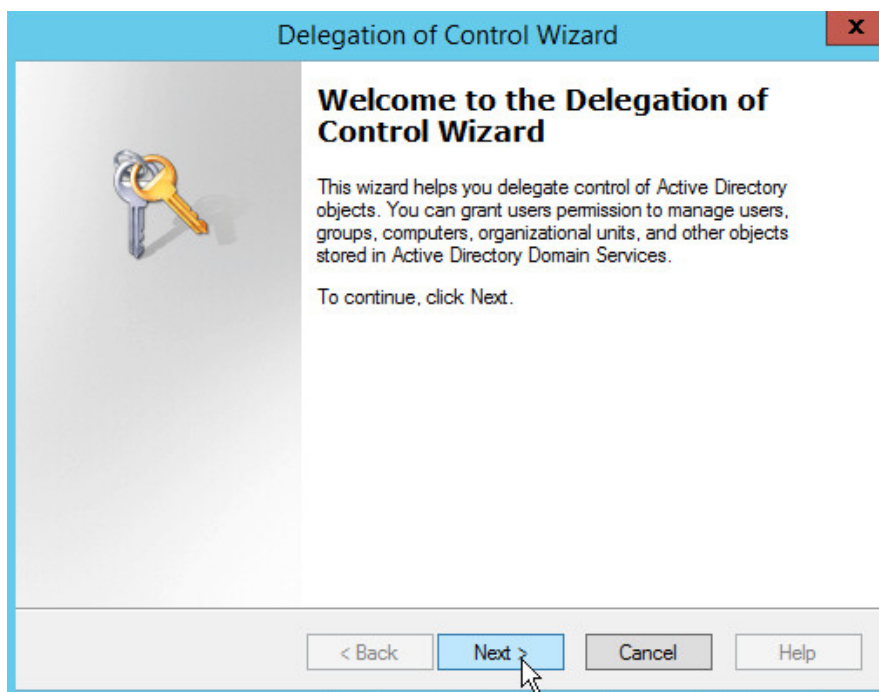 Delegation of Control Wizard
x
Welcome to the Delegation of
Control Wizard
This wizard helps you delegate control of Active Directory
objects. You can grant users permission to manage users,
groups, computers, organizational units, and other objects
stored in Active Directory Domain Services.
To continue, click Next.
< Back Next > Cancel Help